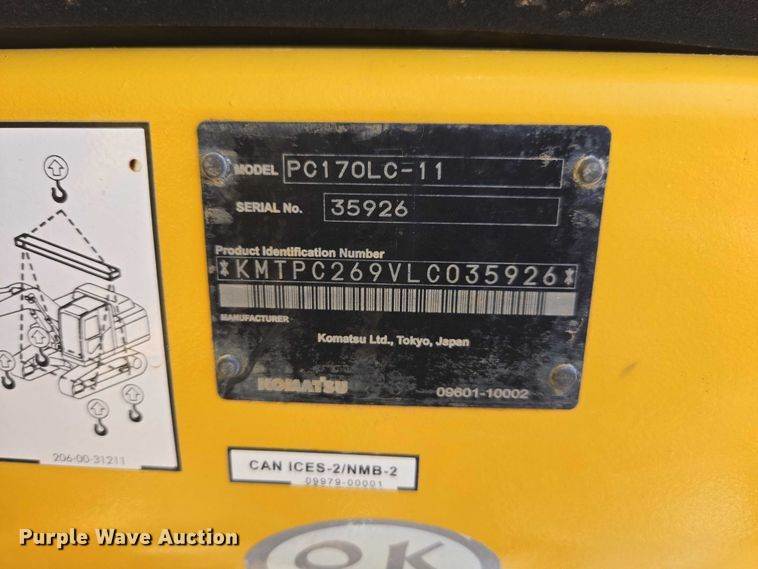 MODEL PC170LC-11
SERIAL No. 35926
Product Identification Number
*KMTPC269VLC035926*
MANUFACTURER
Komatsu Ltd., Tokyo, Japan
KOMATSU
09601-10002
206-00-31211
CAN ICES-2/NMB-2
09979-00001
OK
Purple Wave Auction